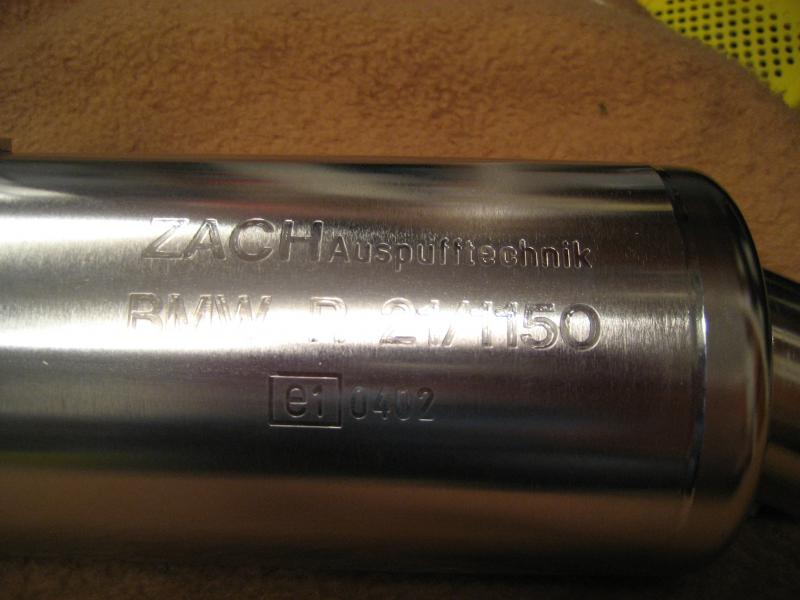 ZACH Auspufftechnik
BMW R 21/1150
e1 0402